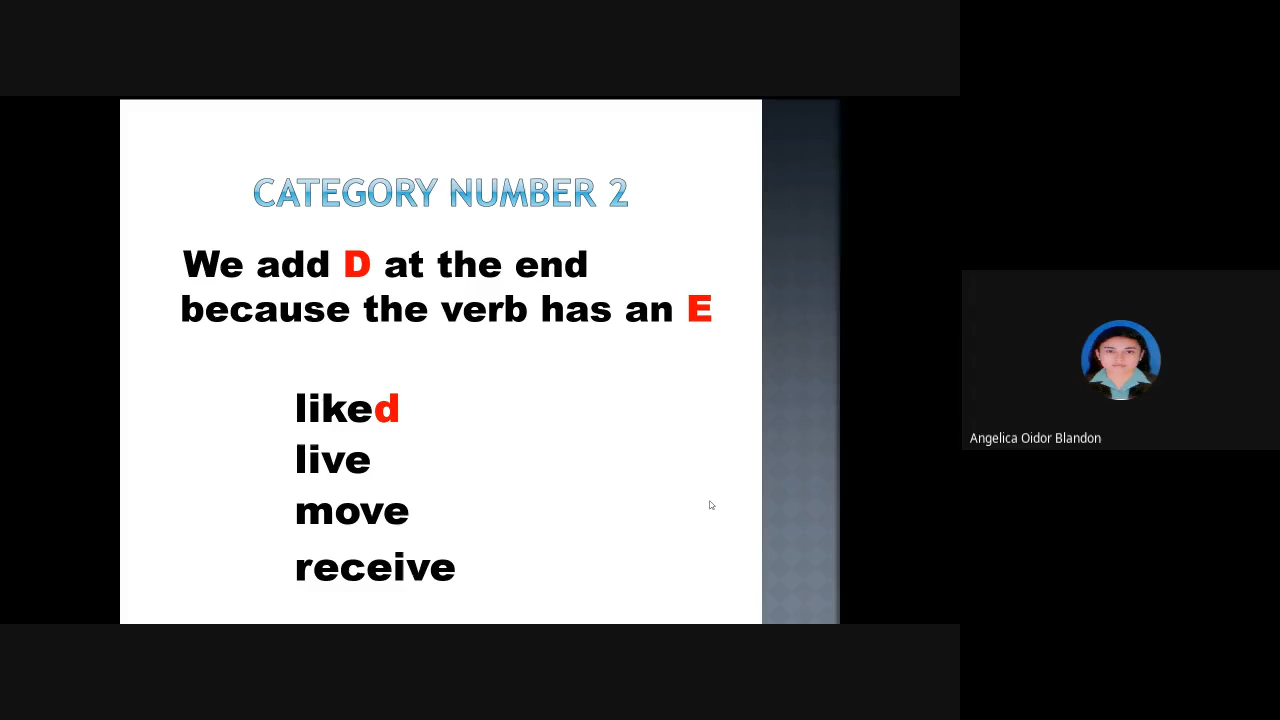 CATEGORY NUMBER 2
We add D at the end
because the verb has an E
liked
live
move
receive
Angelica Oidor Blandon